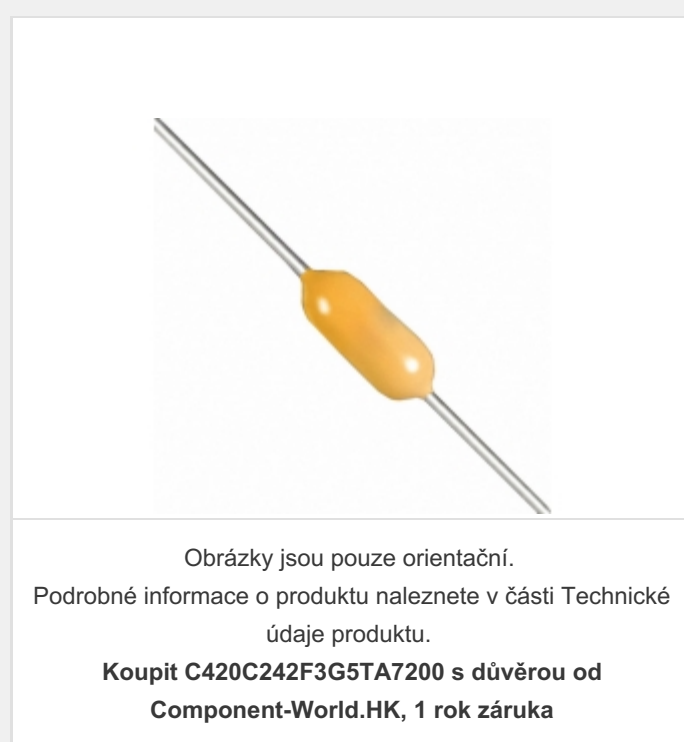 Obrázky jsou pouze orientační.
Podrobné informace o produktu naleznete v části Technické
údaje produktu.
Koupit C420C242F3G5TA7200 s důvěrou od
Component-World.HK, 1 rok záruka